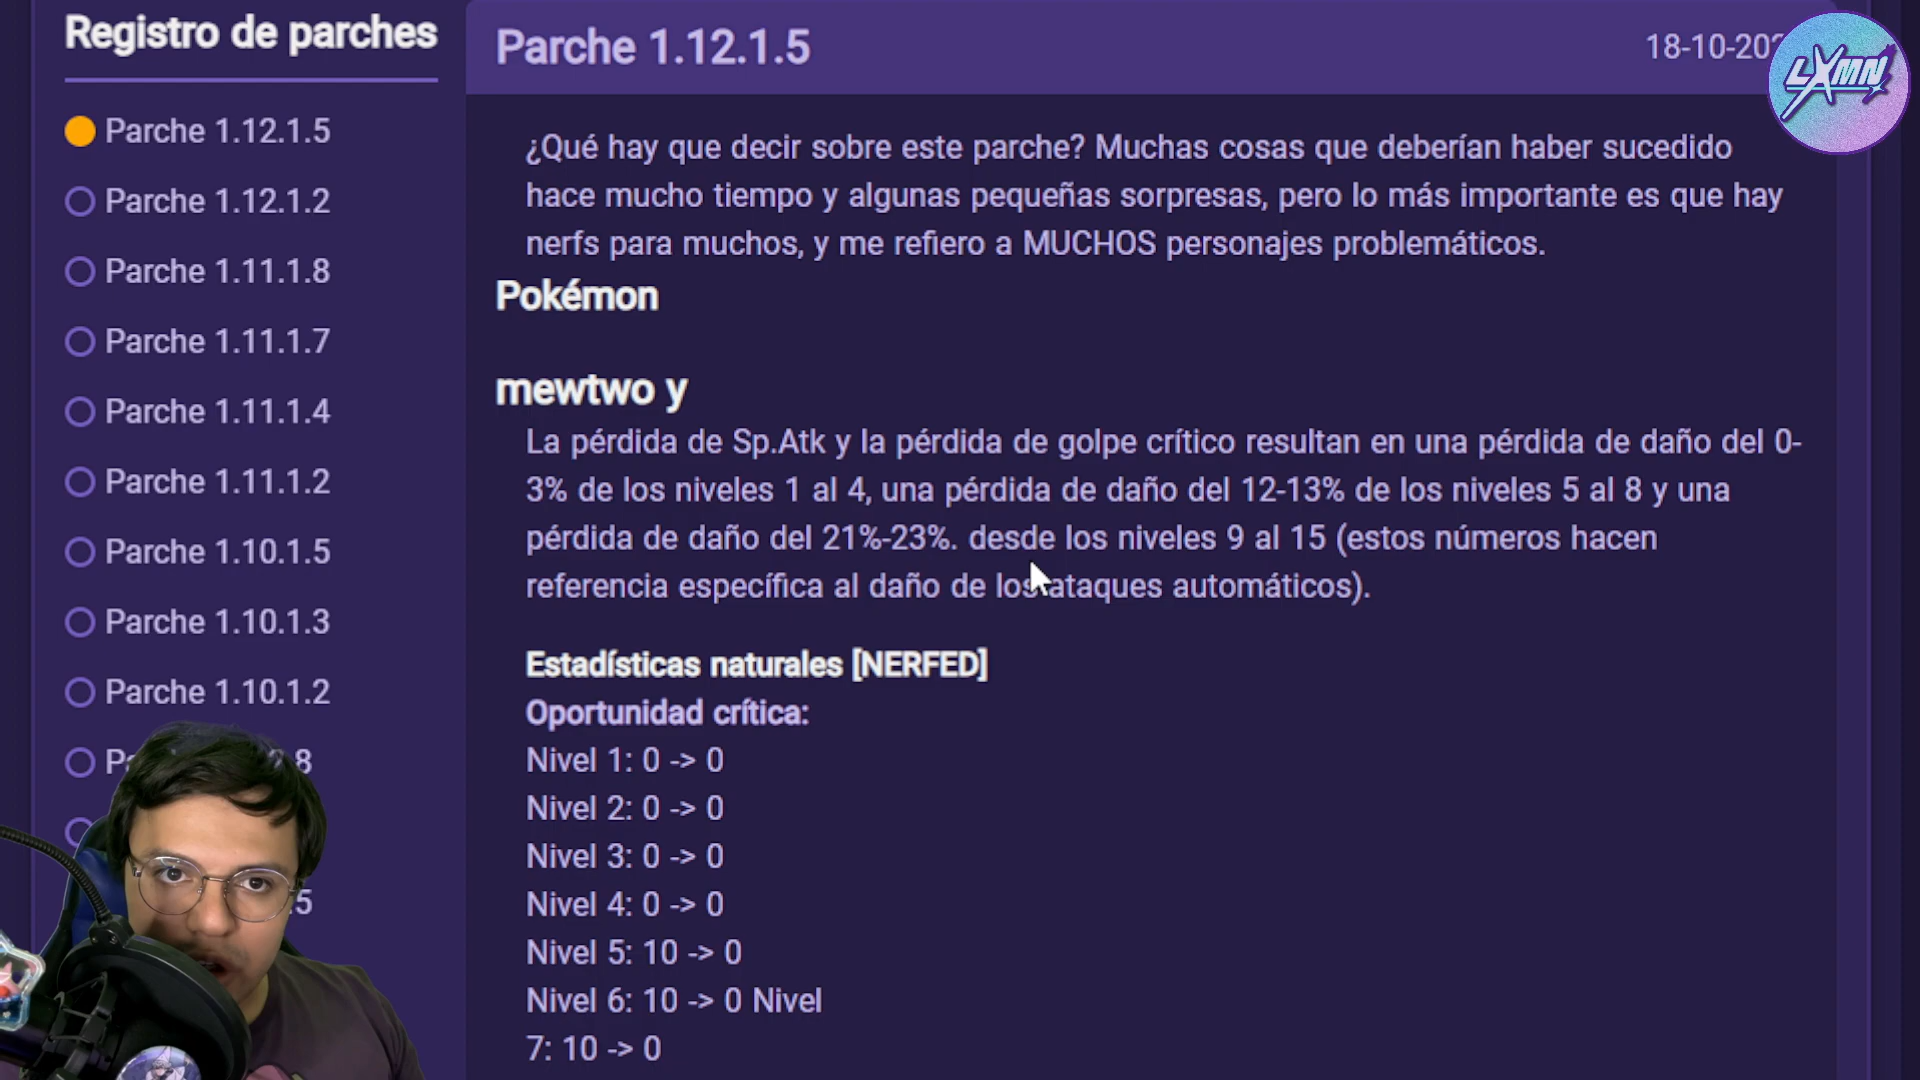 Registro de parches
Parche 1.12.1.5
Parche 1.12.1.2
Parche 1.11.1.8
Parche 1.11.1.7
Parche 1.11.1.4
Parche 1.11.1.2
Parche 1.10.1.5
Parche 1.10.1.3
Parche 1.10.1.2
Parche 1.12.1.5
18-10-202
LXMN
¿Qué hay que decir sobre este parche? Muchas cosas que deberían haber sucedido
hace mucho tiempo y algunas pequeñas sorpresas, pero lo más importante es que hay
nerfs para muchos, y me refiero a MUCHOS personajes problemáticos.
Pokémon
mewtwo y
La pérdida de Sp.Atk y la pérdida de golpe crítico resultan en una pérdida de daño del 0-
3% de los niveles 1 al 4, una pérdida de daño del 12-13% de los niveles 5 al 8 y una
pérdida de daño del 21%-23%. desde los niveles 9 al 15 (estos números hacen
referencia específica al daño de los ataques automáticos).
Estadísticas naturales [NERFED]
Oportunidad crítica:
Nivel 1: 0 -> 0
Nivel 2: 0 -> 0
Nivel 3: 0 -> 0
Nivel 4: 0 -> 0
Nivel 5: 10 -> 0
Nivel 6: 10 -> 0 Nivel
7: 10 -> 0